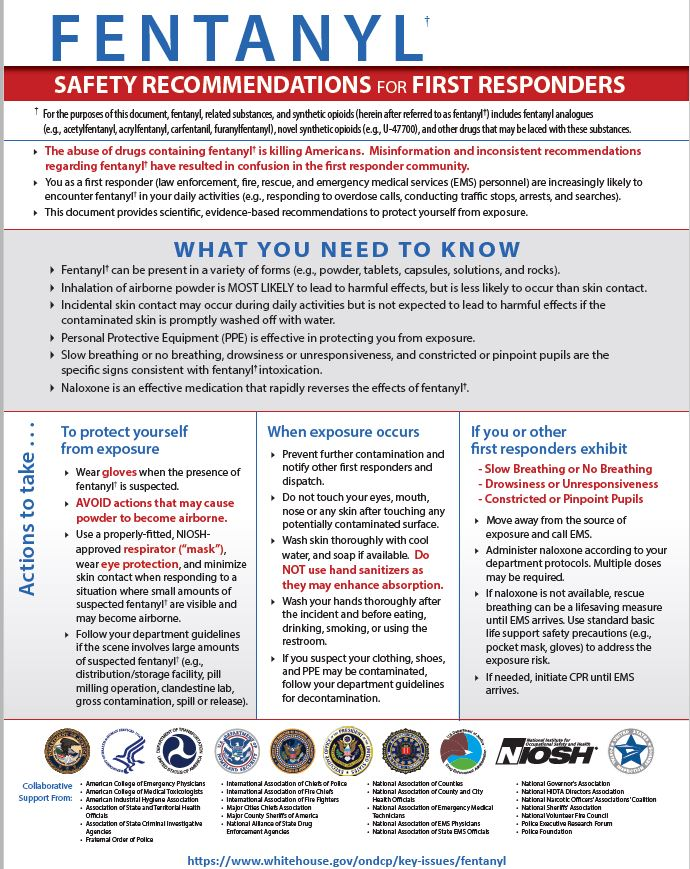 FENTANYL†
SAFETY RECOMMENDATIONS FOR FIRST RESPONDERS
† For the purposes of this document, fentanyl, related substances, and synthetic opioids (herein after referred to as fentanyl†) includes fentanyl analogues
(e.g., acetylfentanyl, acrylfentanyl, carfentanil, furanylfentanyl), novel synthetic opioids (e.g., U-47700), and other drugs that may be laced with these substances.
The abuse of drugs containing fentanyl† is killing Americans. Misinformation and inconsistent recommendations
regarding fentanyl† have resulted in confusion in the first responder community.
You as a first responder (law enforcement, fire, rescue, and emergency medical services (EMS) personnel) are increasingly likely to
encounter fentanyl† in your daily activities (e.g., responding to overdose calls, conducting traffic stops, arrests, and searches).
This document provides scientific, evidence-based recommendations to protect yourself from exposure.
WHAT YOU NEED TO KNOW
Fentanyl† can be present in a variety of forms (e.g., powder, tablets, capsules, solutions, and rocks).
Inhalation of airborne powder is MOST LIKELY to lead to harmful effects, but is less likely to occur than skin contact.
Incidental skin contact may occur during daily activities but is not expected to lead to harmful effects if the
contaminated skin is promptly washed off with water.
Personal Protective Equipment (PPE) is effective in protecting you from exposure.
Slow breathing or no breathing, drowsiness or unresponsiveness, and constricted or pinpoint pupils are the
specific signs consistent with fentanyl† intoxication.
Naloxone is an effective medication that rapidly reverses the effects of fentanyl†.
Actions to take . . .
To protect yourself
from exposure
Wear gloves when the presence of
fentanyl† is suspected.
AVOID actions that may cause
powder to become airborne.
Use a properly-fitted, NIOSH-
approved respirator ("mask"),
wear eye protection, and minimize
skin contact when responding to a
situation where small amounts of
suspected fentanyl† are visible and
may become airborne.
Follow your department guidelines
if the scene involves large amounts
of suspected fentanyl† (e.g.,
distribution/storage facility, pill
milling operation, clandestine lab,
gross contamination, spill or release).
When exposure occurs
Prevent further contamination and
notify other first responders and
dispatch.
Do not touch your eyes, mouth,
nose or any skin after touching any
potentially contaminated surface.
Wash skin thoroughly with cool
water, and soap if available. Do
NOT use hand sanitizers as
they may enhance absorption.
Wash your hands thoroughly after
the incident and before eating,
drinking, smoking, or using the
restroom.
If you suspect your clothing, shoes,
and PPE may be contaminated,
follow your department guidelines
for decontamination.
If you or other
first responders exhibit
- Slow Breathing or No Breathing
- Drowsiness or Unresponsiveness
- Constricted or Pinpoint Pupils
Move away from the source of
exposure and call EMS.
Administer naloxone according to your
department protocols. Multiple doses
may be required.
If naloxone is not available, rescue
breathing can be a lifesaving measure
until EMS arrives. Use standard basic
life support safety precautions (e.g.,
pocket mask, gloves) to address the
exposure risk.
If needed, initiate CPR until EMS
arrives.
National Institute for
Occupational Safety and Health
NIOSH
Collaborative
Support From:
American College of Emergency Physicians
American College of Medical Toxicologists
American Industrial Hygiene Association
Association of State and Territorial Health
Officials
Association of State Criminal Investigative
Agencies
Fraternal Order of Police
International Association of Chiefs of Police
International Association of Fire Chiefs
International Association of Fire Fighters
Major Cities Chiefs Association
Major County Sheriffs of America
National Alliance of State Drug
Enforcement Agencies
National Association of Counties
National Association of County and City
Health Officials
National Association of Emergency Medical
Technicians
National Association of EMS Physicians
National Association of State EMS Officials
National Governor's Association
National HIDTA Directors Association
National Narcotic Officers' Associations' Coalition
National Sheriffs' Association
National Volunteer Fire Council
Police Executive Research Forum
Police Foundation
https://www.whitehouse.gov/ondcp/key-issues/fentanyl